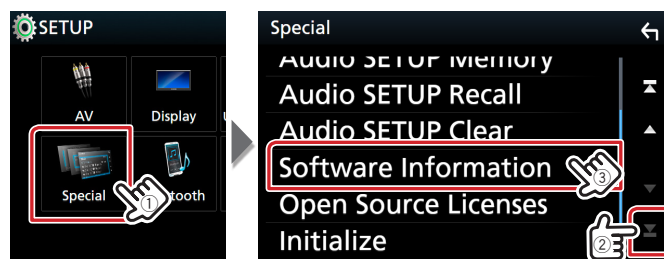 SETUP
AV
Display
Special
①
Special
Audio SETUP Memory
Audio SETUP Recall
Audio SETUP Clear
Software Information
③
Open Source Licenses
②
Initialize